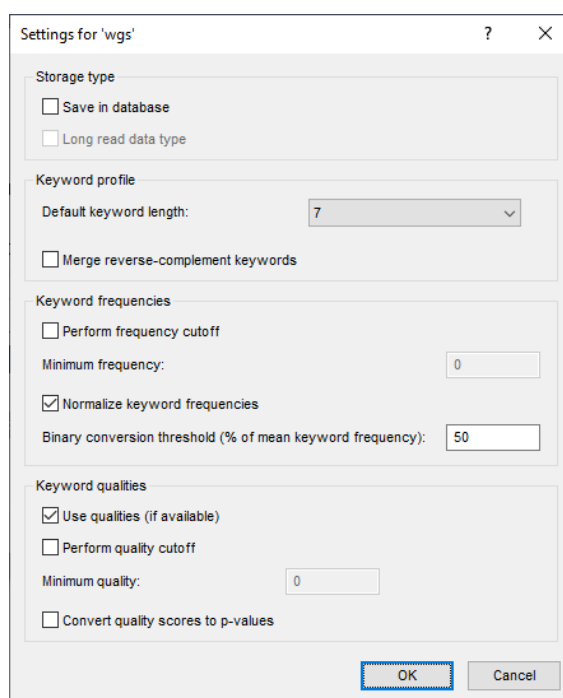 Settings for 'wgs'
Storage type
Save in database
Long read data type
Keyword profile
Default keyword length: 7
Merge reverse-complement keywords
Keyword frequencies
Perform frequency cutoff
Minimum frequency: 0
Normalize keyword frequencies
Binary conversion threshold (% of mean keyword frequency): 50
Keyword qualities
Use qualities (if available)
Perform quality cutoff
Minimum quality: 0
Convert quality scores to p-values
OK Cancel